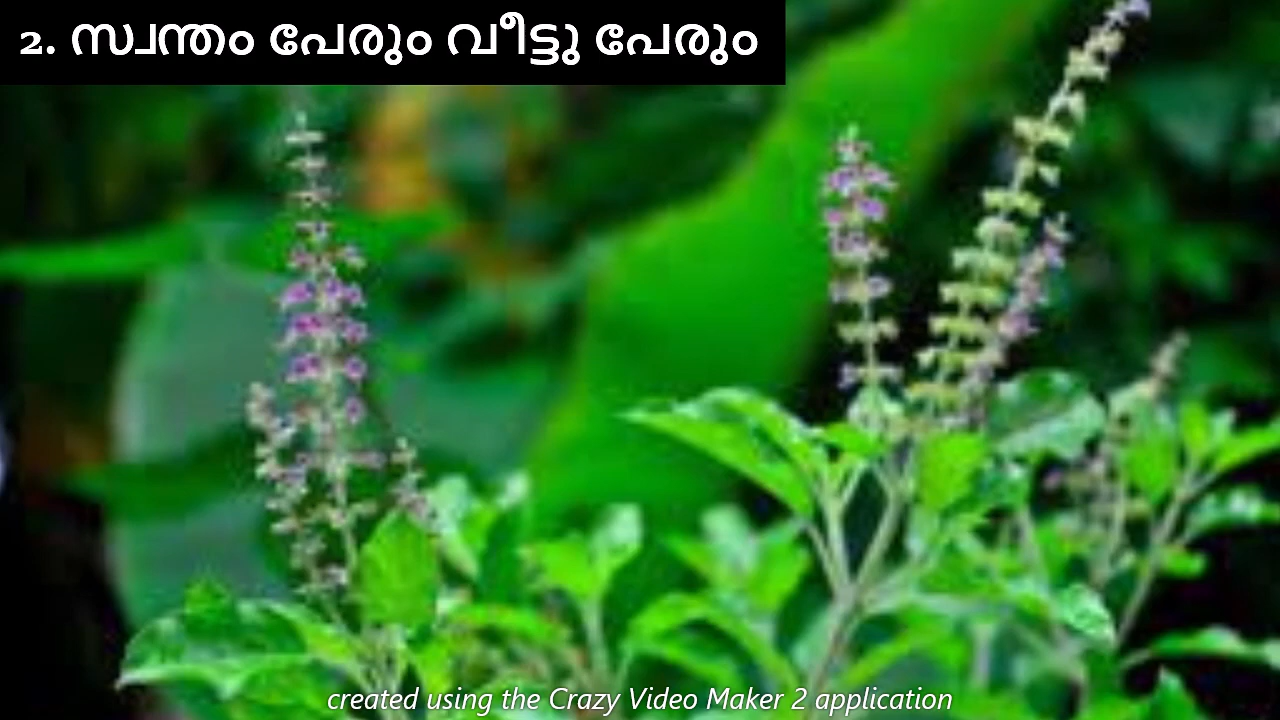 2. സ്വന്തം പേരും വീട്ടു പേരും
created using the Crazy Video Maker 2 application